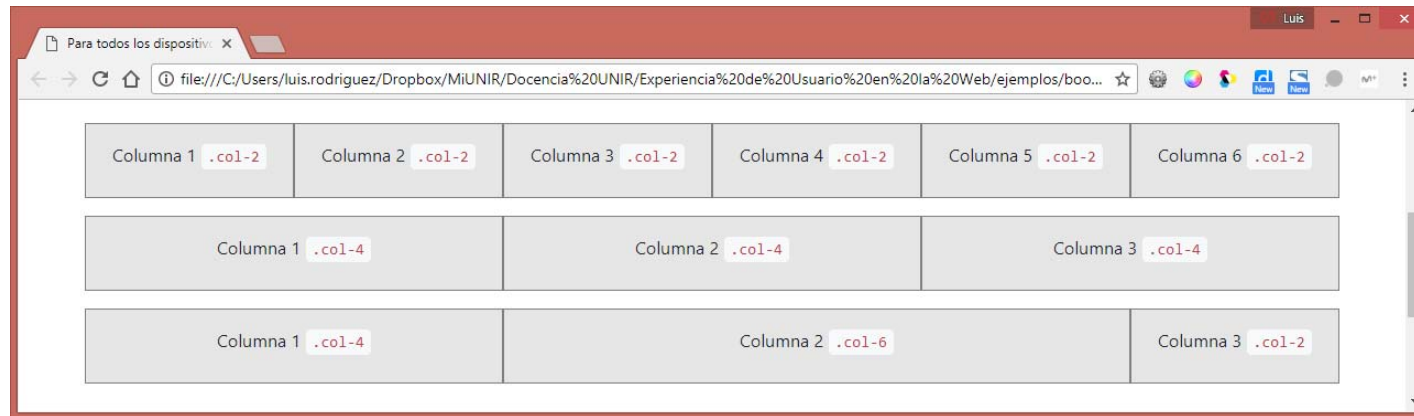 Luis
Para todos los dispositiv
file:///C:/Users/luis.rodriguez/Dropbox/MiUNIR/Docencia%20UNIR/Experiencia%20de%20Usuario%20en%20la%20Web/ejemplos/boo...
New New
Columna 1 .col-2 Columna 2 .col-2 Columna 3 .col-2 Columna 4 .col-2 Columna 5 .col-2 Columna 6 .col-2
Columna 1 .col-4 Columna 2 .col-4 Columna 3 .col-4
Columna 1 .col-4 Columna 2 .col-6 Columna 3 .col-2